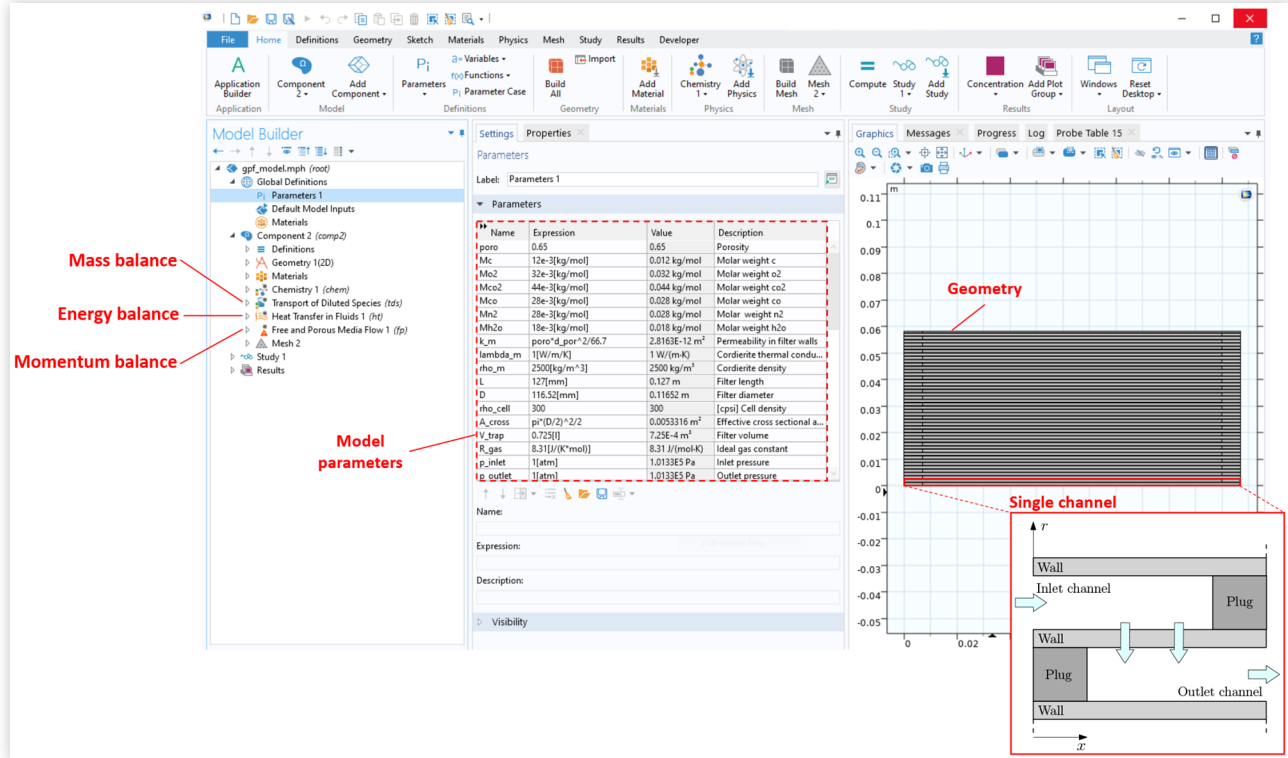 File Home Definitions Geometry Sketch Materials Physics Mesh Study Results Developer ?
A Application Builder
Component 2
Add Component
Pi Parameters
a= Variables
f(x) Functions
Pi Parameter Case
Build All
Import
Add Material
Chemistry 1
Add Physics
Build Mesh
Mesh 2
Compute
Study 1
Add Study
Concentration
Add Plot Group
Windows
Reset Desktop
Application Model Definitions Geometry Materials Physics Mesh Study Results Layout
Model Builder
gpf_model.mph (root)
Global Definitions
Pi Parameters 1
Default Model Inputs
Materials
Component 2 (comp2)
Definitions
Geometry 1(2D)
Materials
Chemistry 1 (chem)
Transport of Diluted Species (tds)
Heat Transfer in Fluids 1 (ht)
Free and Porous Media Flow 1 (fp)
Mesh 2
Study 1
Results
Mass balance
Energy balance
Momentum balance
Model
parameters
Settings Properties
Parameters
Label: Parameters 1
Parameters
Name Expression Value Description
poro 0.65 0.65 Porosity
Mc 12e-3[kg/mol] 0.012 kg/mol Molar weight c
Mo2 32e-3[kg/mol] 0.032 kg/mol Molar weight o2
Mco2 44e-3[kg/mol] 0.044 kg/mol Molar weight co2
Mco 28e-3[kg/mol] 0.028 kg/mol Molar weight co
Mn2 28e-3[kg/mol] 0.028 kg/mol Molar weight n2
Mh2o 18e-3[kg/mol] 0.018 kg/mol Molar weight h2o
k_m poro*d_por^2/66.7 2.8163E-12 m² Permeability in filter walls
lambda_m 1[W/m/K] 1 W/(m·K) Cordierite thermal condu...
rho_m 2500[kg/m^3] 2500 kg/m³ Cordierite density
L 127[mm] 0.127 m Filter length
D 116.52[mm] 0.11652 m Filter diameter
rho_cell 300 300 [cpsi] Cell density
A_cross pi*(D/2)^2/2 0.0053316 m² Effective cross sectional a...
V_trap 0.725[l] 7.25E-4 m³ Filter volume
R_gas 8.31[J/(K*mol)] 8.31 J/(mol·K) Ideal gas constant
p_inlet 1[atm] 1.0133E5 Pa Inlet pressure
p_outlet 1[atm] 1.0133E5 Pa Outlet pressure
Name:
Expression:
Description:
Visibility
Graphics Messages Progress Log Probe Table 15
m
0.11
0.1
0.09
0.08
0.07
0.06
0.05
0.04
0.03
0.02
0.01
0
-0.01
-0.02
-0.03
-0.04
-0.05
0 0.02
Geometry
Single channel
r
Wall
Inlet channel
Plug
Wall
Plug
Outlet channel
Wall
x